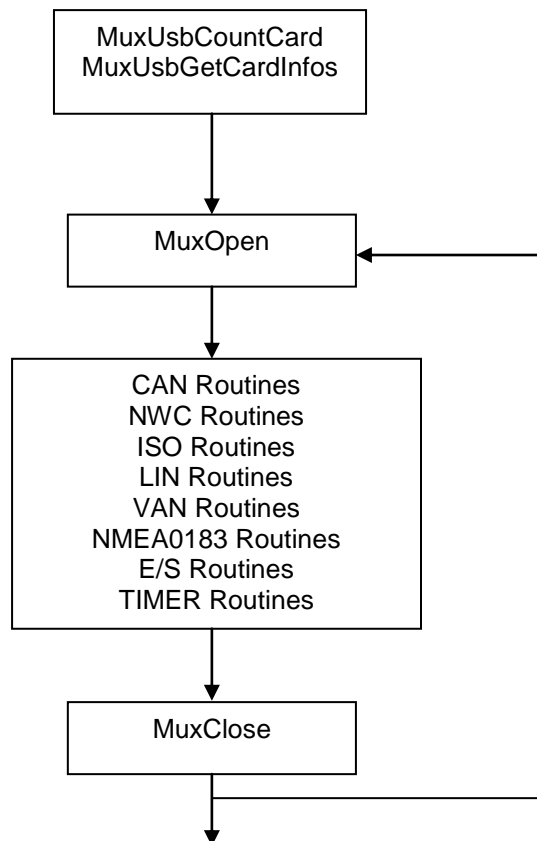 MuxUsbCountCard
MuxUsbGetCardInfos
MuxOpen
CAN Routines
NWC Routines
ISO Routines
LIN Routines
VAN Routines
NMEA0183 Routines
E/S Routines
TIMER Routines
MuxClose